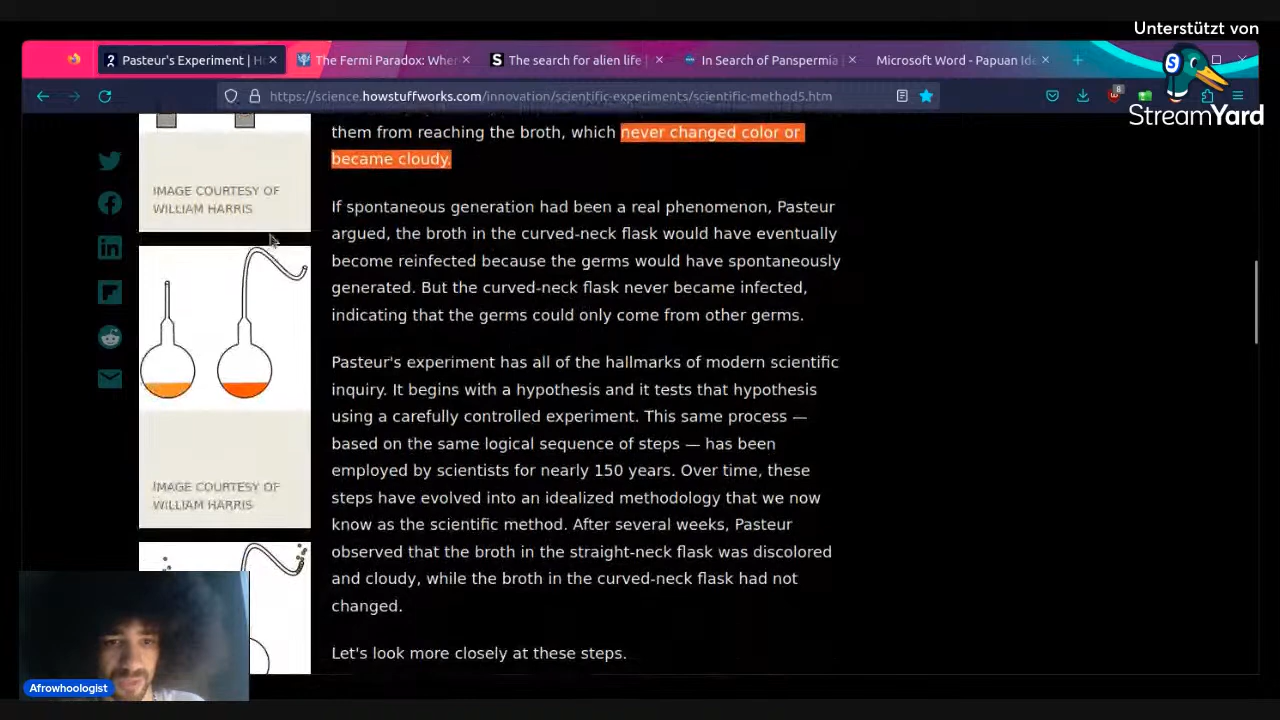 Unterstützt von
StreamYard
Pasteur's Experiment | H
The Fermi Paradox: Wher
The search for alien life |
In Search of Panspermia |
Microsoft Word - Papuan Ide
https://science.howstuffworks.com/innovation/scientific-experiments/scientific-method5.htm
them from reaching the broth, which never changed color or
became cloudy.
IMAGE COURTESY OF
WILLIAM HARRIS
If spontaneous generation had been a real phenomenon, Pasteur
argued, the broth in the curved-neck flask would have eventually
become reinfected because the germs would have spontaneously
generated. But the curved-neck flask never became infected,
indicating that the germs could only come from other germs.
Pasteur's experiment has all of the hallmarks of modern scientific
inquiry. It begins with a hypothesis and it tests that hypothesis
using a carefully controlled experiment. This same process —
based on the same logical sequence of steps — has been
employed by scientists for nearly 150 years. Over time, these
steps have evolved into an idealized methodology that we now
know as the scientific method. After several weeks, Pasteur
observed that the broth in the straight-neck flask was discolored
and cloudy, while the broth in the curved-neck flask had not
changed.
IMAGE COURTESY OF
WILLIAM HARRIS
Let's look more closely at these steps.
Afrowhoologist